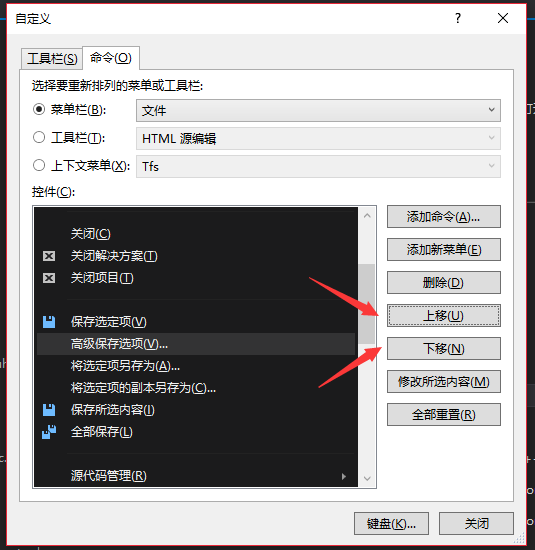 自定义
工具栏(S) 命令(O)
选择要重新排列的菜单或工具栏:
菜单栏(B): 文件
工具栏(T): HTML 源编辑
上下文菜单(X): Tfs
控件(C):
关闭(C)
关闭解决方案(T)
关闭项目(T)
保存选定项(V)
高级保存选项(V)...
将选定项另存为(A)...
将选定项的副本另存为(C)...
保存所选内容(I)
全部保存(L)
源代码管理(R)
添加命令(A)...
添加新菜单(E)
删除(D)
上移(U)
下移(N)
修改所选内容(M)
全部重置(R)
键盘(K)... 关闭